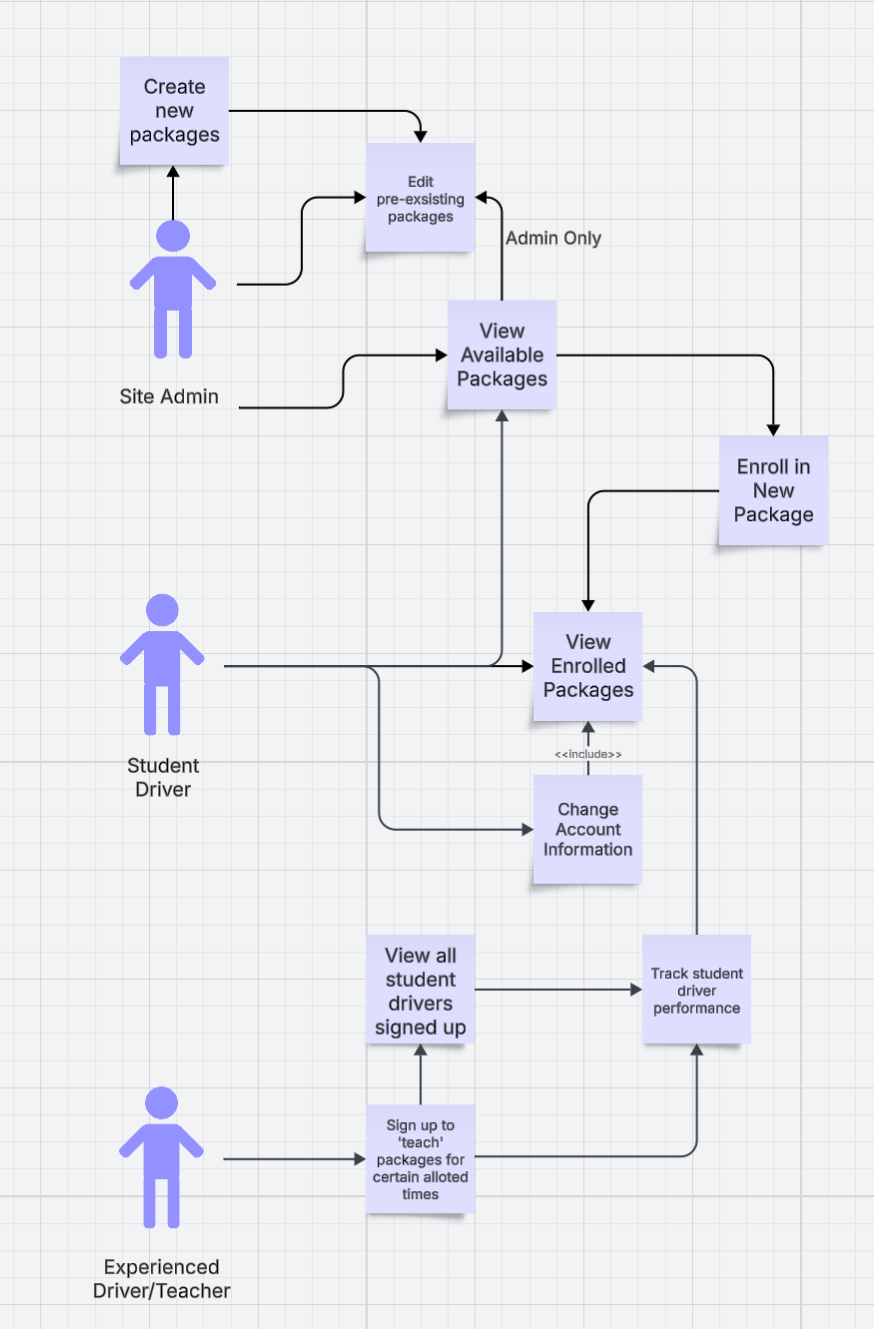 Create
new
packages
Edit
pre-exsisting
packages
Admin Only
View
Available
Packages
Site Admin
Enroll in
New
Package
View
Enrolled
Packages
Student
Driver
<<include>>
Change
Account
Information
View all
student
drivers
signed up
Track student
driver
performance
Sign up to
'teach'
packages for
certain alloted
times
Experienced
Driver/Teacher